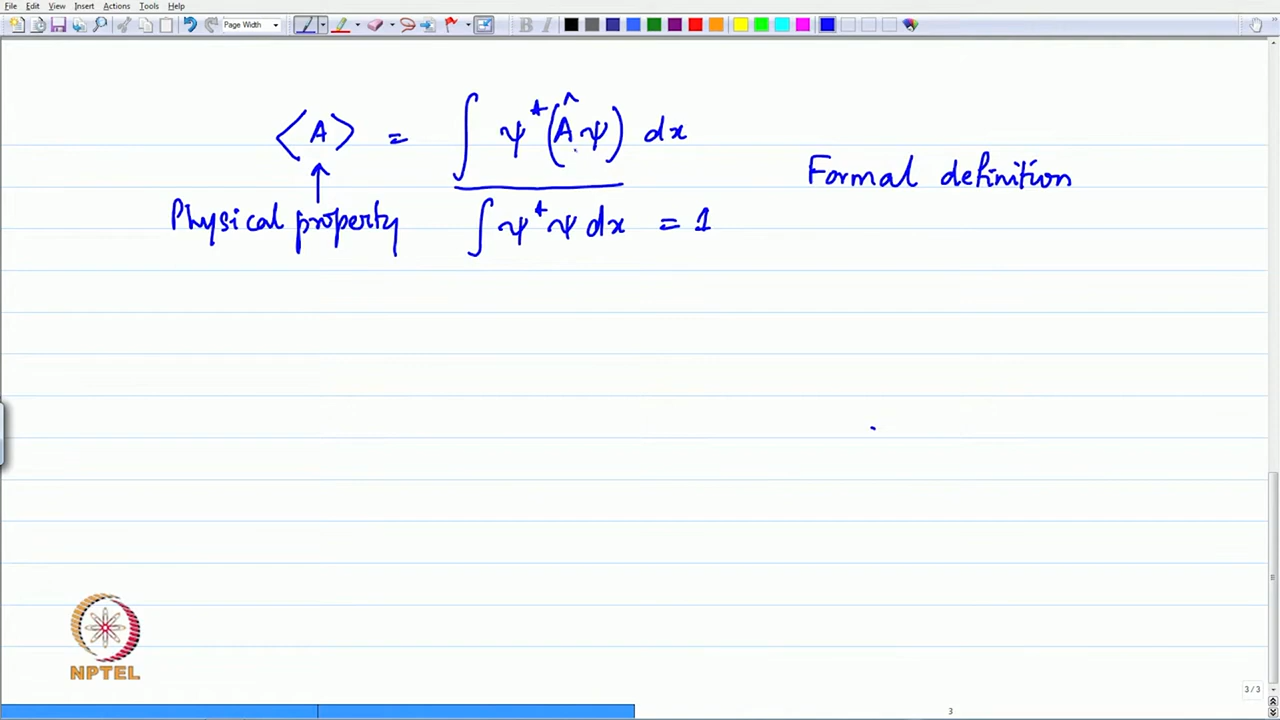 File Edit View Insert Actions Tools Help
Page Width
⟨A⟩ = ∫ ψ* (Âψ) dx
Formal definition
Physical property
∫ ψ* ψ dx = 1
NPTEL
3/3
3